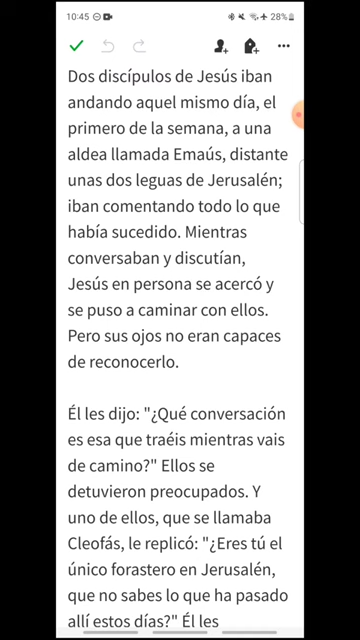 10:45
28%
Dos discípulos de Jesús iban
andando aquel mismo día, el
primero de la semana, a una
aldea llamada Emaús, distante
unas dos leguas de Jerusalén;
iban comentando todo lo que
había sucedido. Mientras
conversaban y discutían,
Jesús en persona se acercó y
se puso a caminar con ellos.
Pero sus ojos no eran capaces
de reconocerlo.
Él les dijo: "¿Qué conversación
es esa que traéis mientras vais
de camino?" Ellos se
detuvieron preocupados. Y
uno de ellos, que se llamaba
Cleofás, le replicó: "¿Eres tú el
único forastero en Jerusalén,
que no sabes lo que ha pasado
allí estos días?" Él les